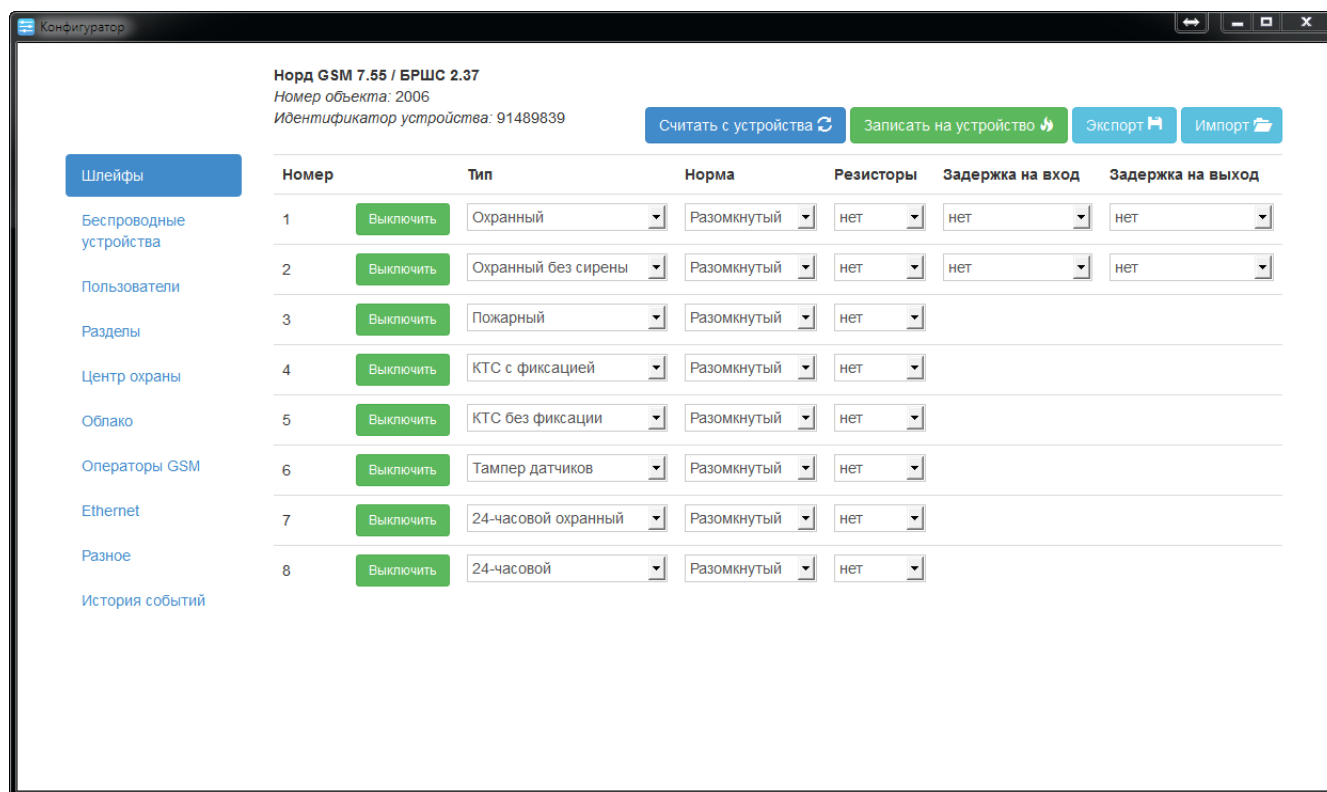 Конфигуратор
Норд GSM 7.55 / БРШС 2.37
Номер объекта: 2006
Идентификатор устройства: 91489839
Считать с устройства Записать на устройство Экспорт Импорт
Шлейфы
Беспроводные
устройства
Пользователи
Разделы
Центр охраны
Облако
Операторы GSM
Ethernet
Разное
История событий
Номер Тип Норма Резисторы Задержка на вход Задержка на выход
1 Выключить Охранный Разомкнутый нет нет нет
2 Выключить Охранный без сирены Разомкнутый нет нет нет
3 Выключить Пожарный Разомкнутый нет
4 Выключить КТС с фиксацией Разомкнутый нет
5 Выключить КТС без фиксации Разомкнутый нет
6 Выключить Тампер датчиков Разомкнутый нет
7 Выключить 24-часовой охранный Разомкнутый нет
8 Выключить 24-часовой Разомкнутый нет